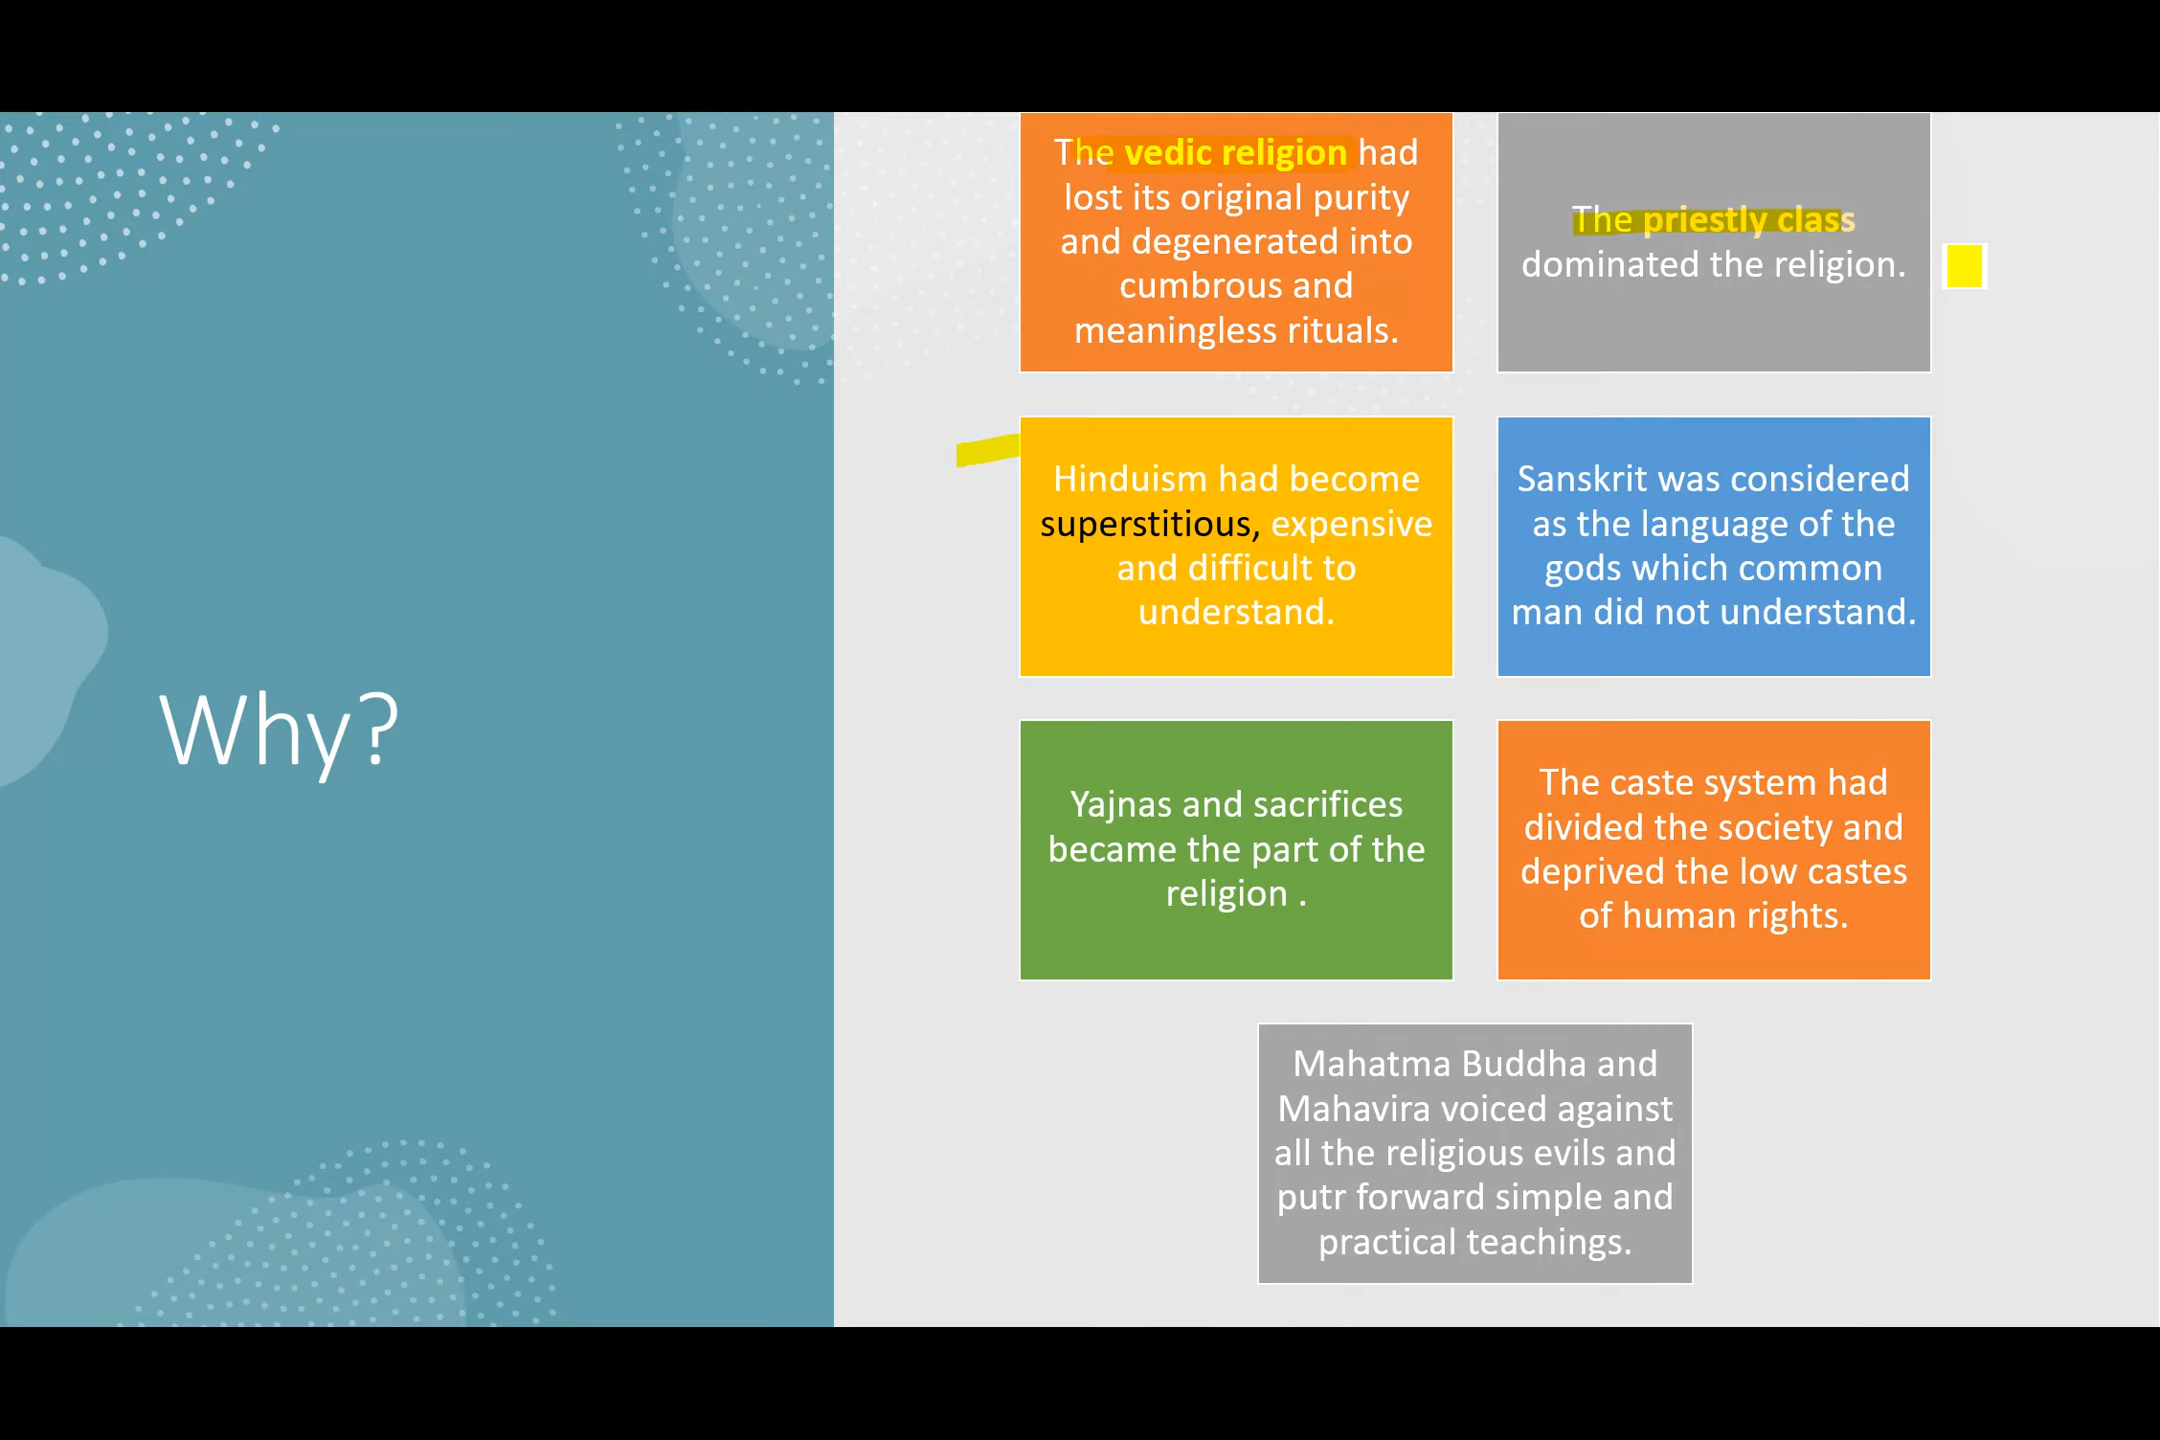 Why?
The vedic religion had
lost its original purity
and degenerated into
cumbrous and
meaningless rituals.
The priestly class
dominated the religion.
Hinduism had become
superstitious, expensive
and difficult to
understand.
Sanskrit was considered
as the language of the
gods which common
man did not understand.
Yajnas and sacrifices
became the part of the
religion .
The caste system had
divided the society and
deprived the low castes
of human rights.
Mahatma Buddha and
Mahavira voiced against
all the religious evils and
putr forward simple and
practical teachings.